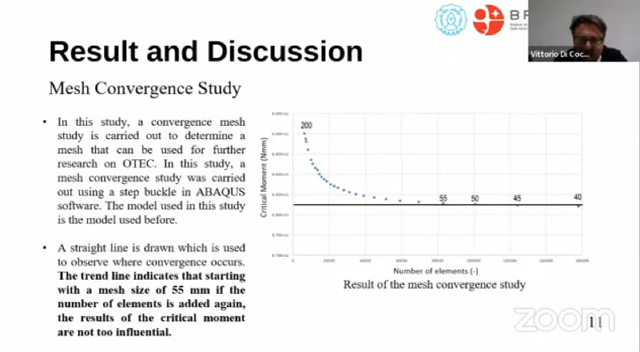 BR
Vittorio Di Coc...
Result and Discussion
Mesh Convergence Study
• In this study, a convergence mesh
study is carried out to determine a
mesh that can be used for further
research on OTEC. In this study, a
mesh convergence study was carried
out using a step buckle in ABAQUS
software. The model used in this study
is the model used before.
• A straight line is drawn which is used
to observe where convergence occurs.
The trend line indicates that starting
with a mesh size of 55 mm if the
number of elements is added again,
the results of the critical moment
are not too influential.
Critical Moment (Nmm)
200
55 50 45 40
Number of elements (-)
Result of the mesh convergence study
zoom
11